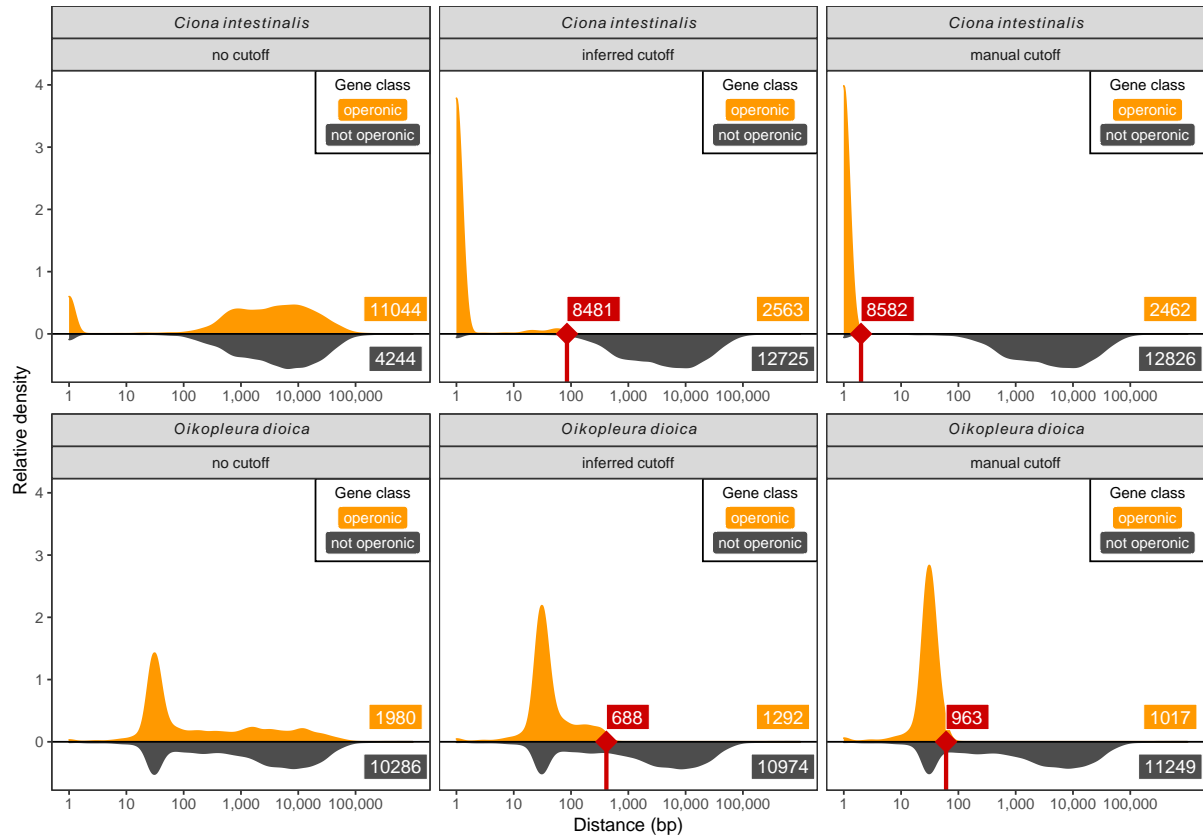 Relative density
Ciona intestinalis
no cutoff
Gene class
operonic
not operonic
4
3
2
1
0
11044
4244
1 10 100 1,000 10,000 100,000
Ciona intestinalis
inferred cutoff
Gene class
operonic
not operonic
8481
2563
12725
1 10 100 1,000 10,000 100,000
Ciona intestinalis
manual cutoff
Gene class
operonic
not operonic
8582
2462
12826
1 10 100 1,000 10,000 100,000
Oikopleura dioica
no cutoff
Gene class
operonic
not operonic
4
3
2
1
0
1980
10286
1 10 100 1,000 10,000 100,000
Oikopleura dioica
inferred cutoff
Gene class
operonic
not operonic
688
1292
10974
1 10 100 1,000 10,000 100,000
Oikopleura dioica
manual cutoff
Gene class
operonic
not operonic
963
1017
11249
1 10 100 1,000 10,000 100,000
Distance (bp)